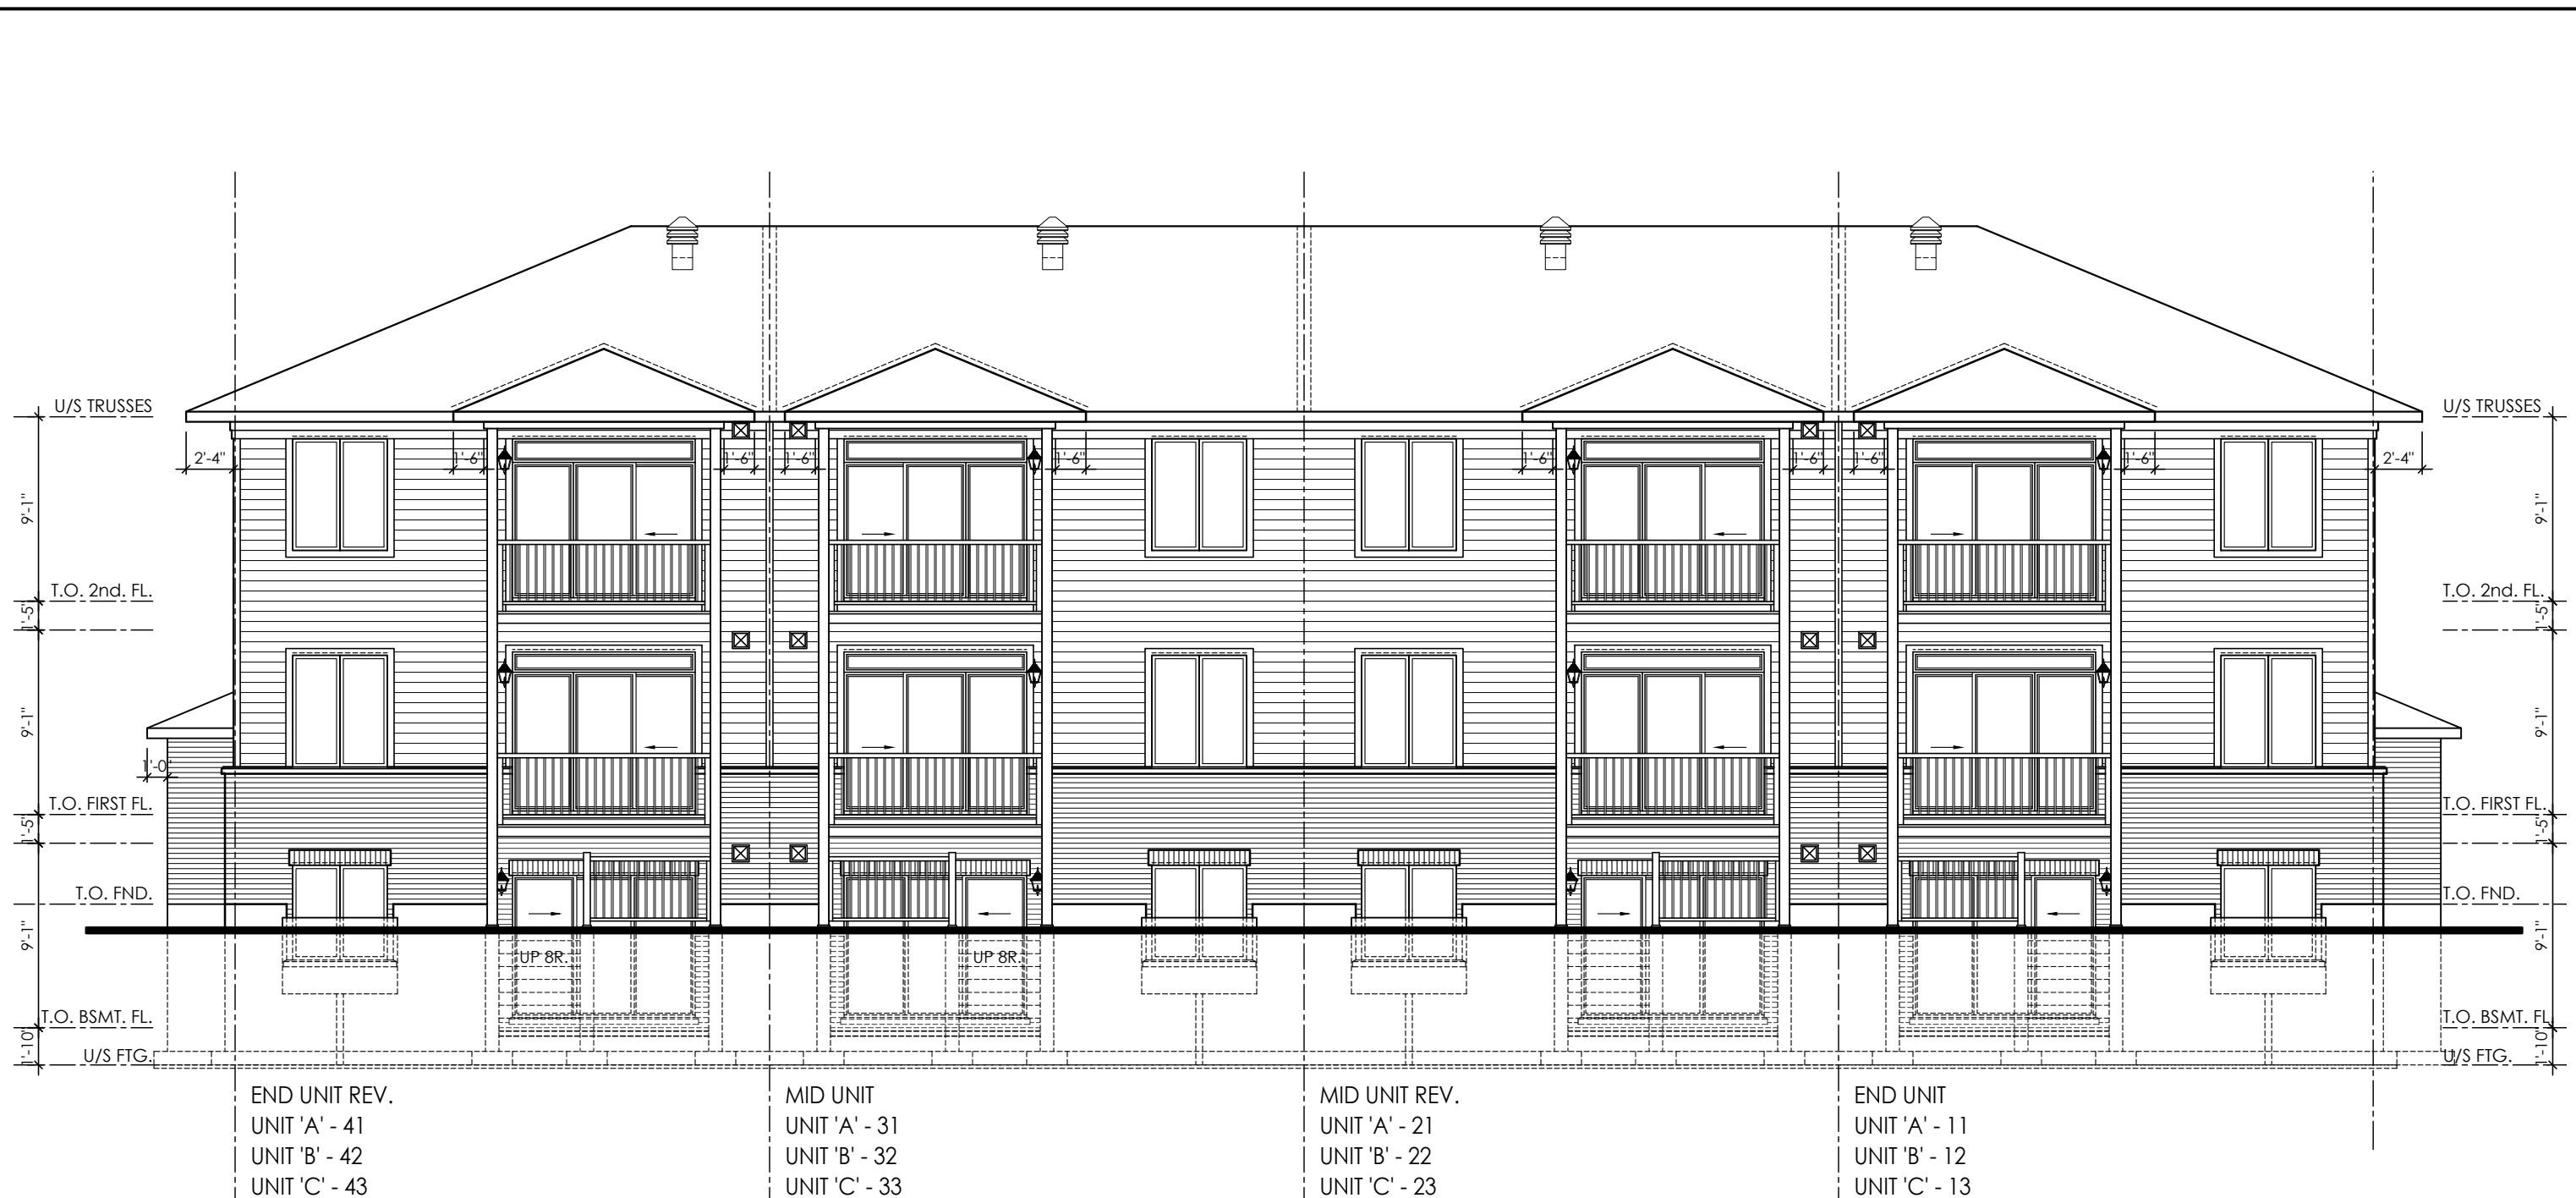 U/S TRUSSES
U/S TRUSSES
2'-4"
1'-6"
1'-6"
1'-6"
1'-6"
1'-6"
1'-6"
1'-6"
1'-6"
2'-4"
9'-1"
9'-1"
T.O. 2nd. FL.
T.O. 2nd. FL.
1'-5"
1'-5"
9'-1"
9'-1"
1'-0"
T.O. FIRST FL.
T.O. FIRST FL.
1'-5"
1'-5"
T.O. FND.
T.O. FND.
9'-1"
9'-1"
UP 8R.
UP 8R.
T.O. BSMT. FL.
T.O. BSMT. FL
1'-10"
1'-10"
U/S FTG.
U/S FTG.
END UNIT REV.
UNIT 'A' - 41
UNIT 'B' - 42
UNIT 'C' - 43
MID UNIT
UNIT 'A' - 31
UNIT 'B' - 32
UNIT 'C' - 33
MID UNIT REV.
UNIT 'A' - 21
UNIT 'B' - 22
UNIT 'C' - 23
END UNIT
UNIT 'A' - 11
UNIT 'B' - 12
UNIT 'C' - 13